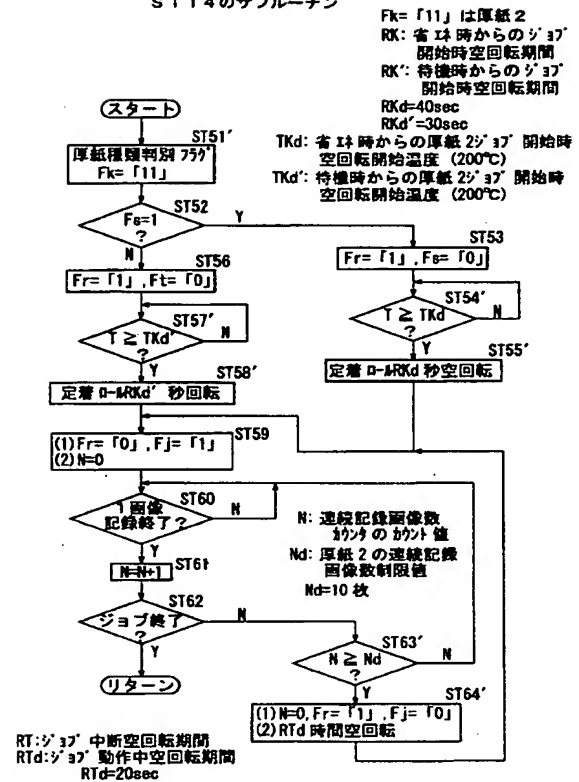 ST14のサブルーチン
Fk=「11」は厚紙2
RK:省エネ時からのジョブ
開始時空回転期間
RK':待機時からのジョブ
開始時空回転期間
RKd=40sec
RKd'=30sec
TKd:省エネ時からの厚紙2ジョブ開始時
空回転開始温度(200℃)
TKd':待機時からの厚紙2ジョブ開始時
空回転開始温度(200℃)
スタート
ST51'
厚紙種類判別フラグ
Fk=「11」
ST52
Fs=1
?
Y
N
ST53
Fr=「1」,Fs=「0」
ST56
Fr=「1」,Ft=「0」
ST54'
T≧TKd
?
N
Y
ST57'
T≧TKd'
?
N
Y
ST55'
定着ロールRKd秒空回転
ST58'
定着ロールRKd'秒回転
ST59
(1)Fr=「0」,Fj=「1」
(2)N=0
ST60
1画像
記録終了?
N
Y
N:連続記録画像数
カウンタのカウント値
Nd:厚紙2の連続記録
画像数制限値
Nd=10枚
ST61
N=N+1
ST62
ジョブ終了
?
N
Y
ST63'
N≧Nd
?
N
Y
リターン
ST64'
(1)N=0,Fr=「1」,Fj=「0」
(2)RTd時間空回転
RT:ジョブ中断空回転期間
RTd:ジョブ動作中空回転期間
RTd=20sec